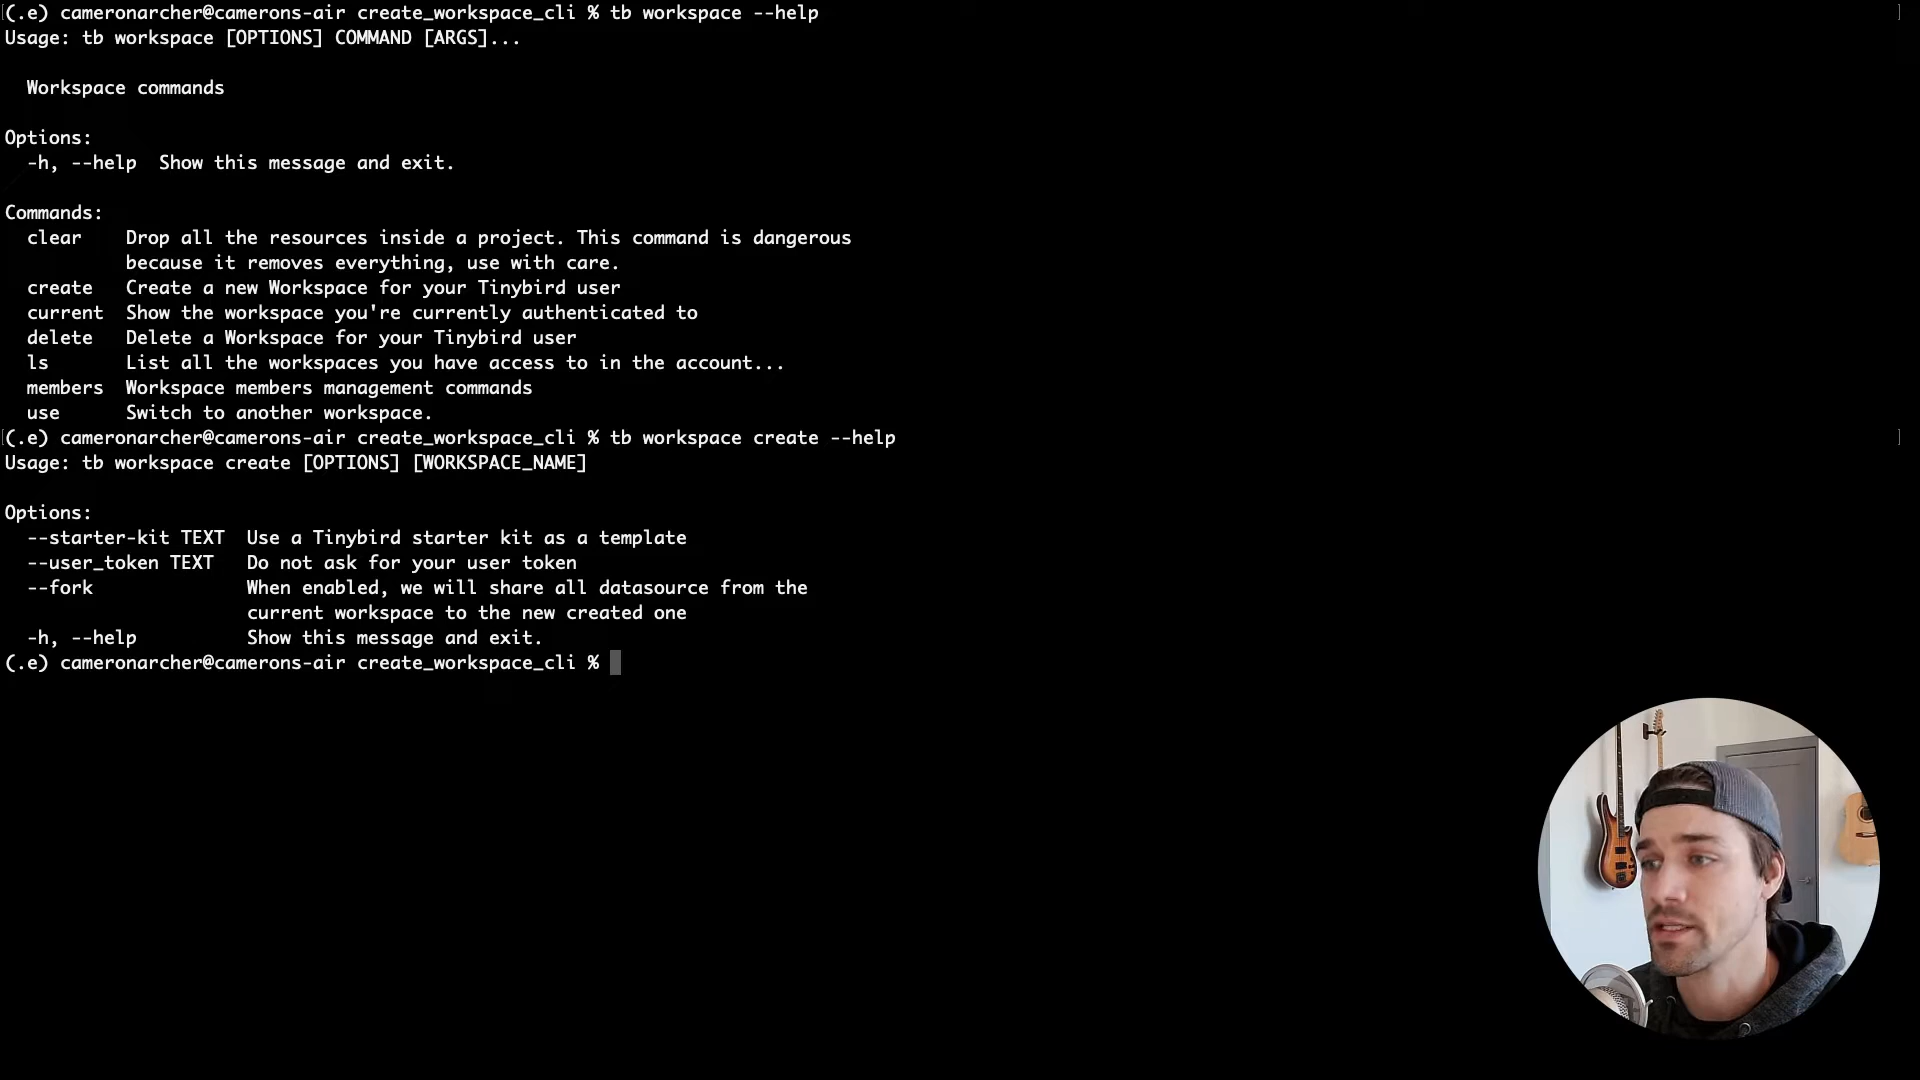 (.e) cameronarcher@camerons-air create_workspace_cli % tb workspace --help
Usage: tb workspace [OPTIONS] COMMAND [ARGS]...
Workspace commands
Options:
-h, --help  Show this message and exit.
Commands:
clear    Drop all the resources inside a project. This command is dangerous
because it removes everything, use with care.
create   Create a new Workspace for your Tinybird user
current  Show the workspace you're currently authenticated to
delete   Delete a Workspace for your Tinybird user
ls       List all the workspaces you have access to in the account...
members  Workspace members management commands
use      Switch to another workspace.
(.e) cameronarcher@camerons-air create_workspace_cli % tb workspace create --help
Usage: tb workspace create [OPTIONS] [WORKSPACE_NAME]
Options:
--starter-kit TEXT  Use a Tinybird starter kit as a template
--user_token TEXT   Do not ask for your user token
--fork              When enabled, we will share all datasource from the
current workspace to the new created one
-h, --help          Show this message and exit.
(.e) cameronarcher@camerons-air create_workspace_cli %